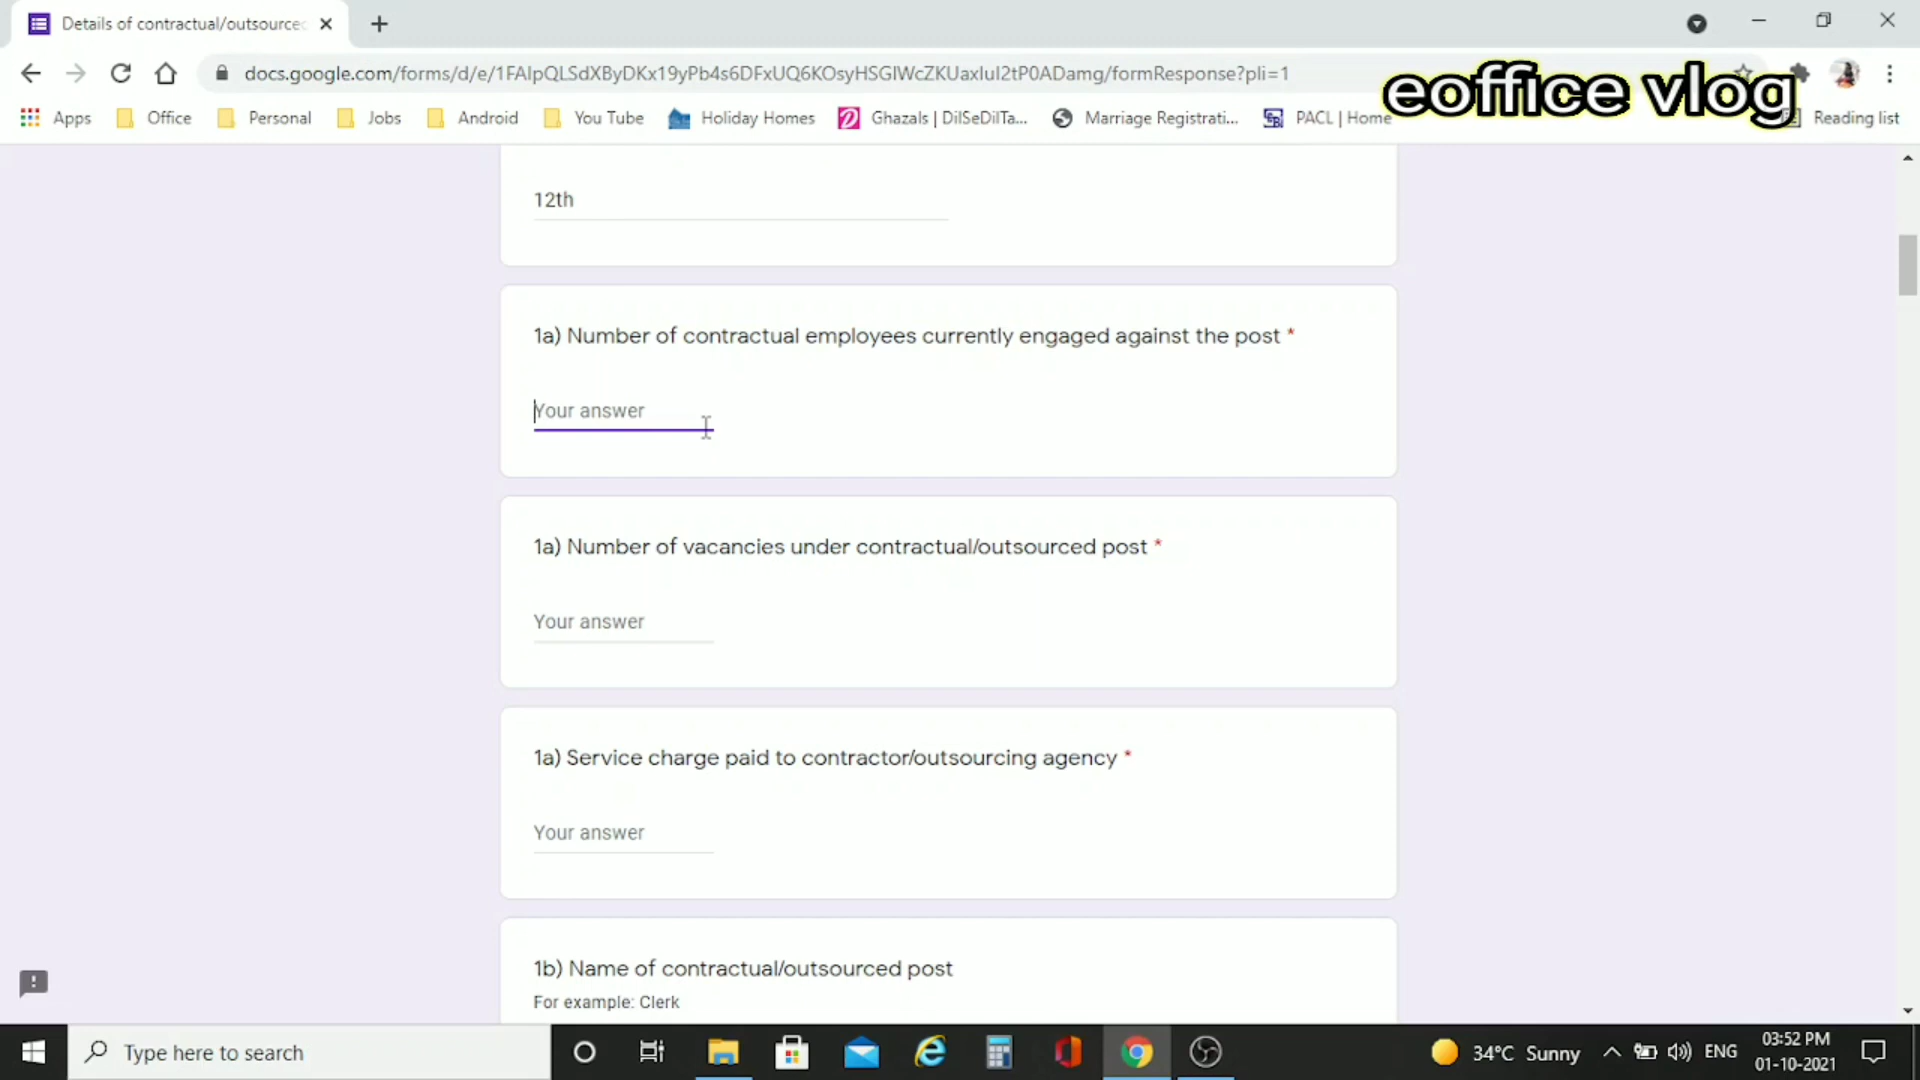 Details of contractual/outsource
docs.google.com/forms/d/e/1FAIpQLSdXByDKx19yPb4s6DFxUQ6KOsyHSGlWcZKUaxIuI2tP0ADamg/formResponse?pli=1
eoffice vlog
Apps Office Personal Jobs Android You Tube Holiday Homes Ghazals | DilSeDilTa... Marriage Registrati... PACL | Home Reading list
12th
1a) Number of contractual employees currently engaged against the post *
Your answer
1a) Number of vacancies under contractual/outsourced post *
Your answer
1a) Service charge paid to contractor/outsourcing agency *
Your answer
1b) Name of contractual/outsourced post
For example: Clerk
Type here to search
34°C Sunny
ENG
03:52 PM
01-10-2021